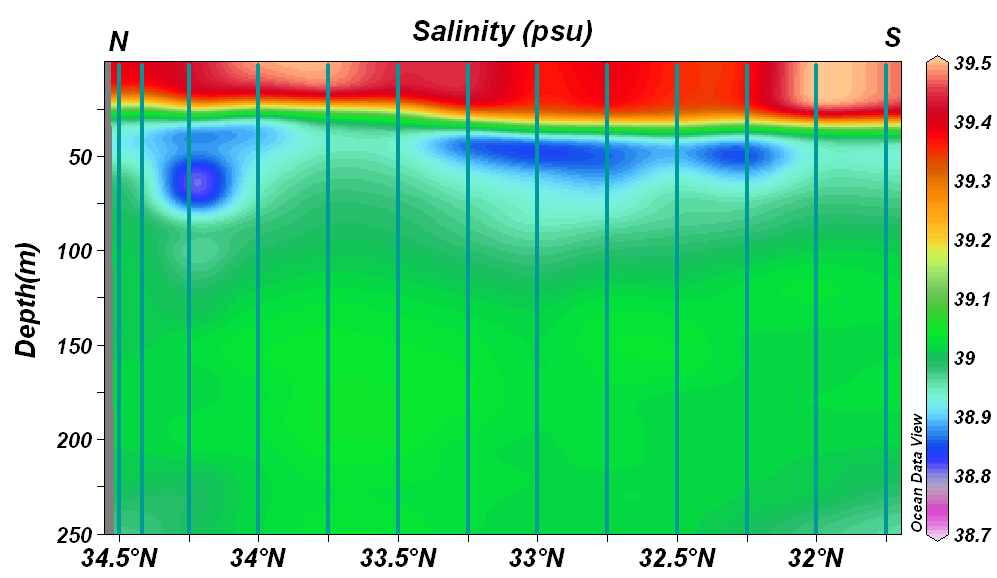 Salinity (psu)
N
S
Depth(m)
50
100
150
200
250
34.5°N
34°N
33.5°N
33°N
32.5°N
32°N
39.5
39.4
39.3
39.2
39.1
39
38.9
38.8
38.7
Ocean Data View